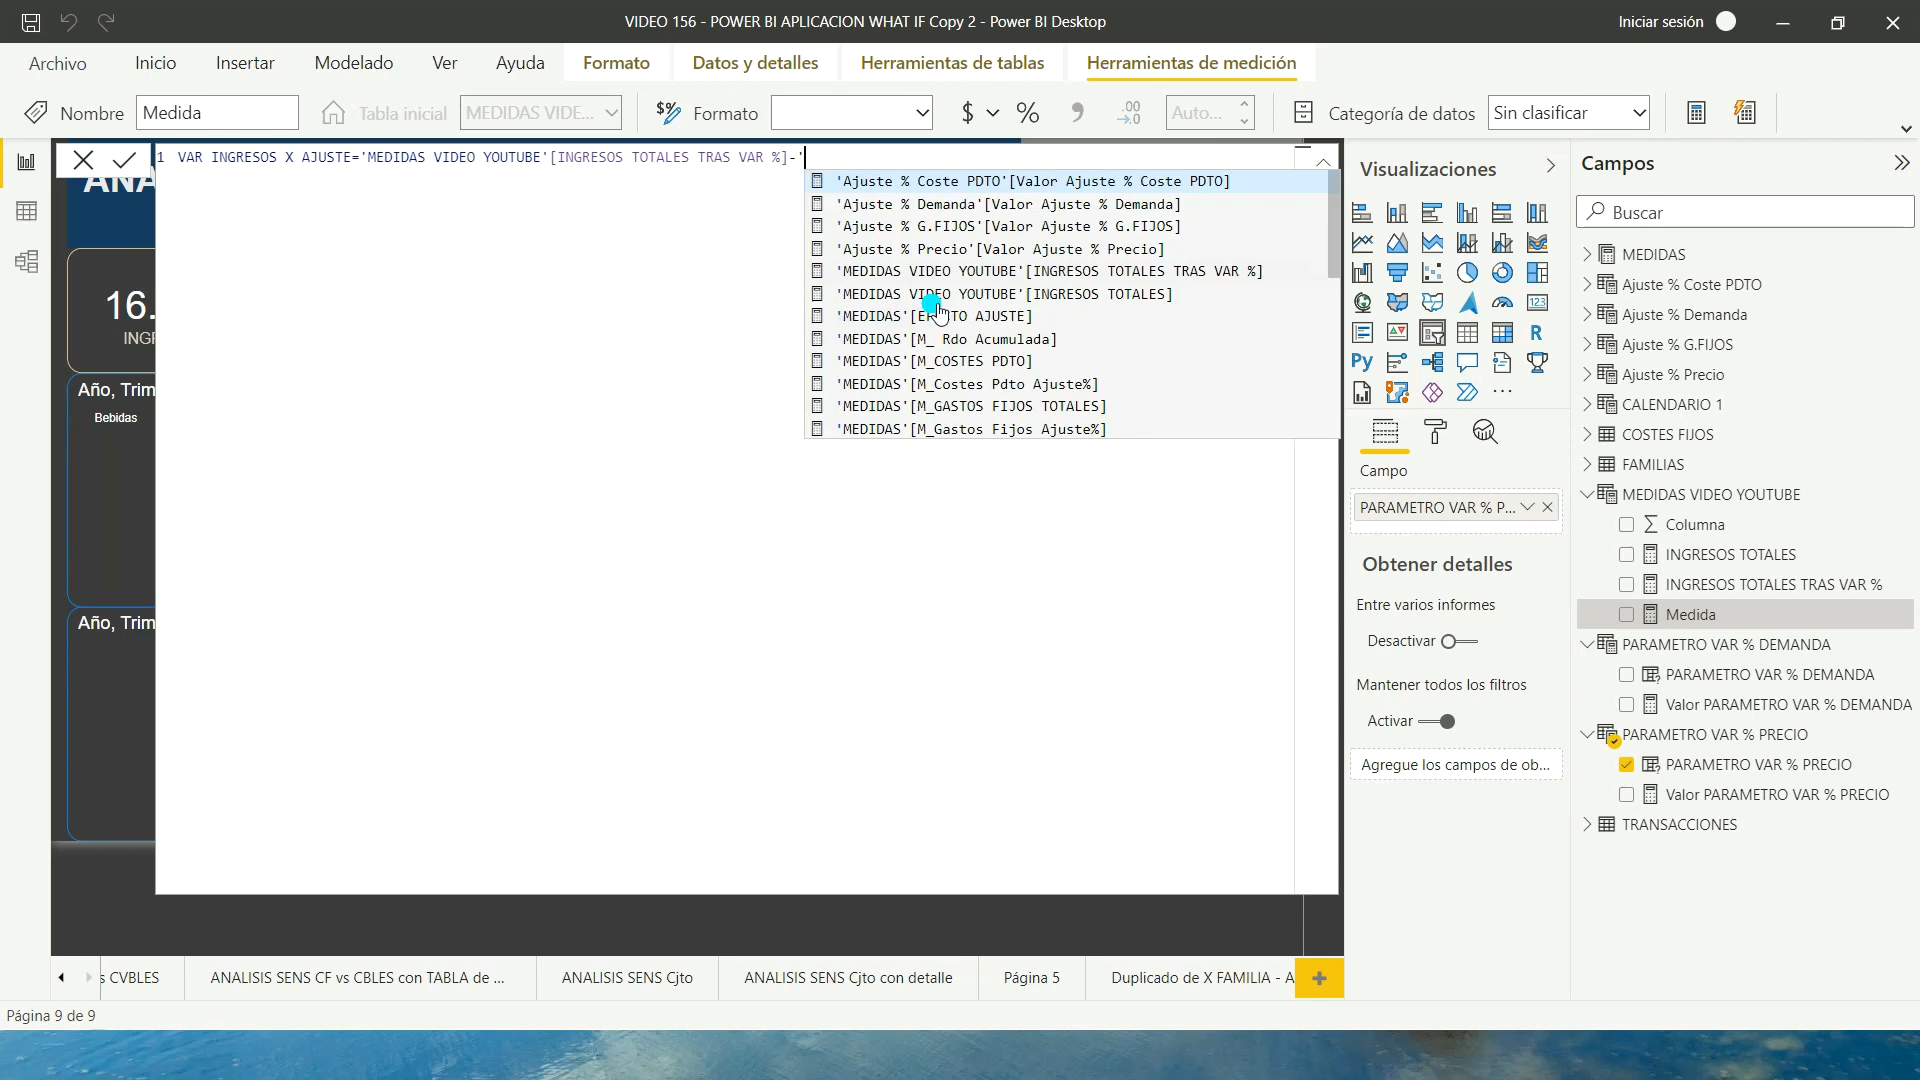 VIDEO 156 - POWER BI APLICACION WHAT IF Copy 2 - Power BI Desktop
Iniciar sesión
Archivo Inicio Insertar Modelado Ver Ayuda Formato Datos y detalles Herramientas de tablas Herramientas de medición
Nombre Medida Tabla inicial MEDIDAS VIDE... Formato $ % Auto... Categoría de datos Sin clasificar
1 VAR INGRESOS X AJUSTE='MEDIDAS VIDEO YOUTUBE'[INGRESOS TOTALES TRAS VAR %]-'
'Ajuste % Coste PDTO'[Valor Ajuste % Coste PDTO]
'Ajuste % Demanda'[Valor Ajuste % Demanda]
'Ajuste % G.FIJOS'[Valor Ajuste % G.FIJOS]
'Ajuste % Precio'[Valor Ajuste % Precio]
'MEDIDAS VIDEO YOUTUBE'[INGRESOS TOTALES TRAS VAR %]
'MEDIDAS VIDEO YOUTUBE'[INGRESOS TOTALES]
'MEDIDAS'[ AJUSTE]
'MEDIDAS'[M_ Rdo Acumulada]
'MEDIDAS'[M_COSTES PDTO]
'MEDIDAS'[M_Costes Pdto Ajuste%]
'MEDIDAS'[M_GASTOS FIJOS TOTALES]
'MEDIDAS'[M_Gastos Fijos Ajuste%]
ANA
16.
INGF
Año, Trim
Bebidas
Año, Trim
Visualizaciones
Campo
PARAMETRO VAR % P...
Obtener detalles
Entre varios informes
Desactivar
Mantener todos los filtros
Activar
Agregue los campos de ob...
Campos
Buscar
MEDIDAS
Ajuste % Coste PDTO
Ajuste % Demanda
Ajuste % G.FIJOS
Ajuste % Precio
CALENDARIO 1
COSTES FIJOS
FAMILIAS
MEDIDAS VIDEO YOUTUBE
Columna
INGRESOS TOTALES
INGRESOS TOTALES TRAS VAR %
Medida
PARAMETRO VAR % DEMANDA
PARAMETRO VAR % DEMANDA
Valor PARAMETRO VAR % DEMANDA
PARAMETRO VAR % PRECIO
PARAMETRO VAR % PRECIO
Valor PARAMETRO VAR % PRECIO
TRANSACCIONES
s CVBLES ANALISIS SENS CF vs CBLES con TABLA de ... ANALISIS SENS Cjto ANALISIS SENS Cjto con detalle Página 5 Duplicado de X FAMILIA - A
Página 9 de 9